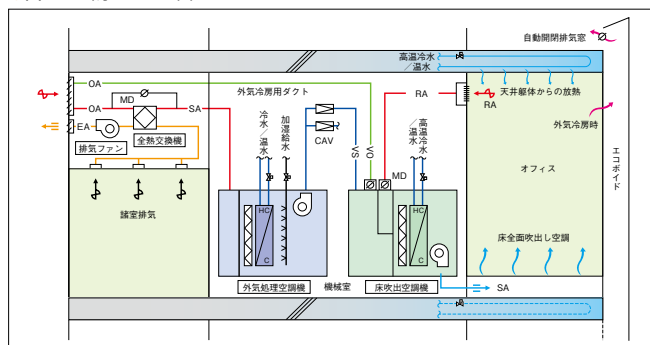 自動開閉排気窓
高温冷水
／温水
OA
外気冷房用ダクト
天井躯体からの放熱
MD
RA
RA
OA
SA
冷水／温水
加湿給水
高温冷水
／温水
外気冷房時
EA
CAV
VS
VO
エコボイド
排気ファン
全熱交換機
MD
オフィス
諸室排気
HC
HC
床全面吹出し空調
C
C
外気処理空調機
機械室
床吹出空調機
SA